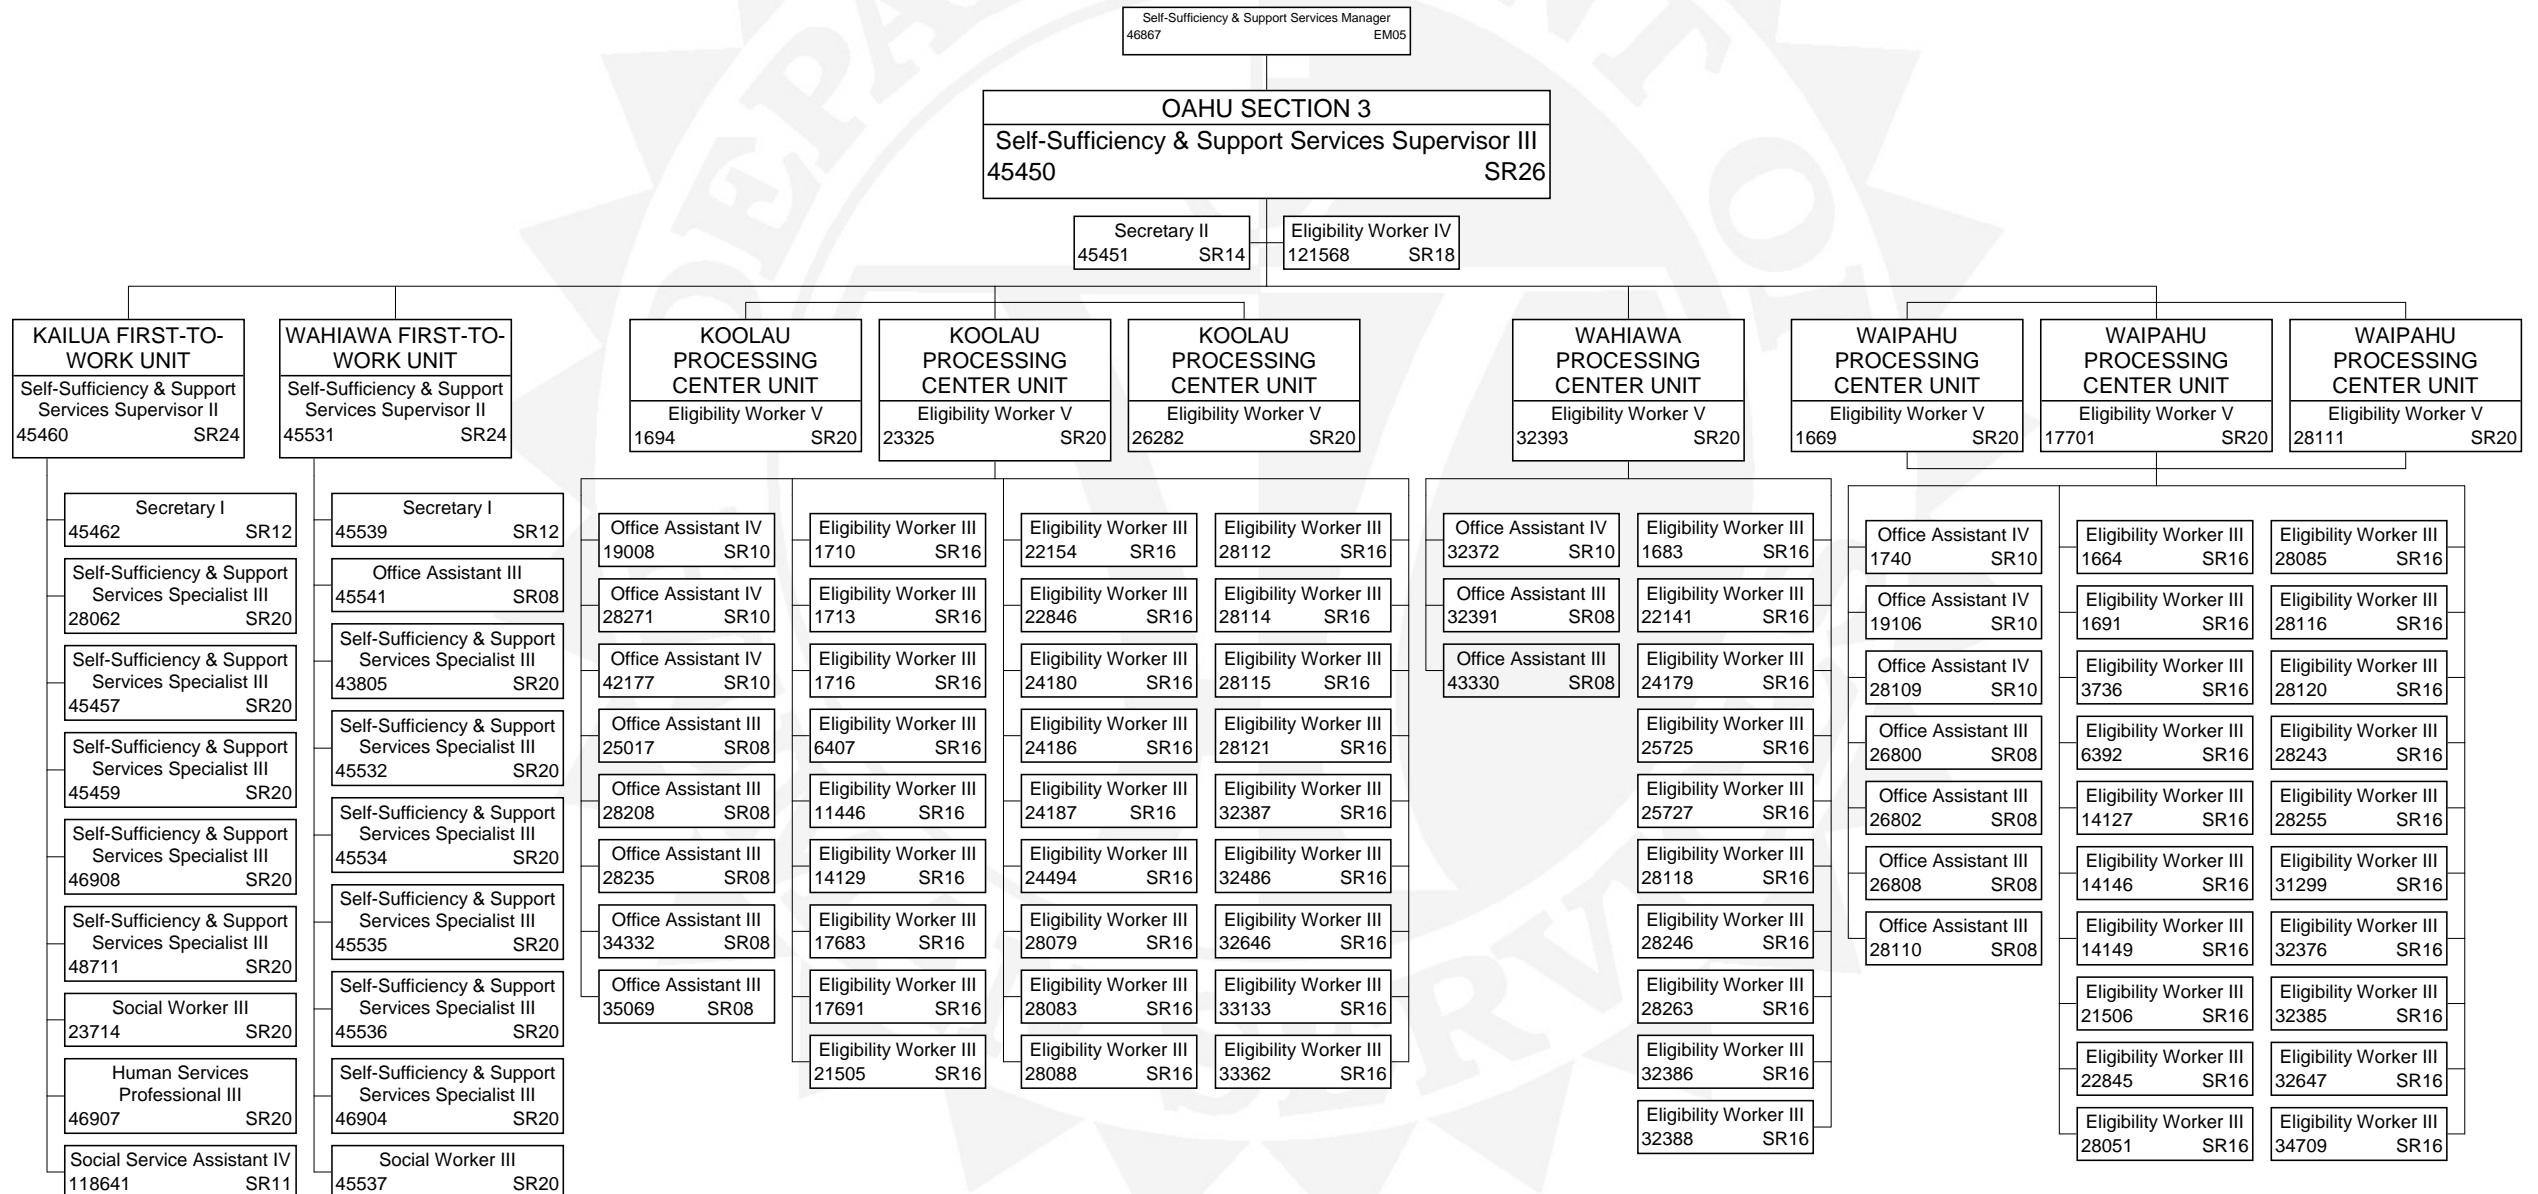 Self-Sufficiency & Support Services Manager
46867 EM05
OAHU SECTION 3
Self-Sufficiency & Support Services Supervisor III
45450 SR26
Secretary II
45451 SR14
Eligibility Worker IV
121568 SR18
KAILUA FIRST-TO-
WORK UNIT
Self-Sufficiency & Support
Services Supervisor II
45460 SR24
Secretary I
45462 SR12
Self-Sufficiency & Support
Services Specialist III
28062 SR20
Self-Sufficiency & Support
Services Specialist III
45457 SR20
Self-Sufficiency & Support
Services Specialist III
45459 SR20
Self-Sufficiency & Support
Services Specialist III
46908 SR20
Self-Sufficiency & Support
Services Specialist III
48711 SR20
Social Worker III
23714 SR20
Human Services
Professional III
46907 SR20
Social Service Assistant IV
118641 SR11
WAHIAWA FIRST-TO-
WORK UNIT
Self-Sufficiency & Support
Services Supervisor II
45531 SR24
Secretary I
45539 SR12
Office Assistant III
45541 SR08
Self-Sufficiency & Support
Services Specialist III
43805 SR20
Self-Sufficiency & Support
Services Specialist III
45532 SR20
Self-Sufficiency & Support
Services Specialist III
45534 SR20
Self-Sufficiency & Support
Services Specialist III
45535 SR20
Self-Sufficiency & Support
Services Specialist III
45536 SR20
Self-Sufficiency & Support
Services Specialist III
46904 SR20
Social Worker III
45537 SR20
KOOLAU
PROCESSING
CENTER UNIT
Eligibility Worker V
1694 SR20
KOOLAU
PROCESSING
CENTER UNIT
Eligibility Worker V
23325 SR20
KOOLAU
PROCESSING
CENTER UNIT
Eligibility Worker V
26282 SR20
Office Assistant IV
19008 SR10
Office Assistant IV
28271 SR10
Office Assistant IV
42177 SR10
Office Assistant III
25017 SR08
Office Assistant III
28208 SR08
Office Assistant III
28235 SR08
Office Assistant III
34332 SR08
Office Assistant III
35069 SR08
Eligibility Worker III
1710 SR16
Eligibility Worker III
1713 SR16
Eligibility Worker III
1716 SR16
Eligibility Worker III
6407 SR16
Eligibility Worker III
11446 SR16
Eligibility Worker III
14129 SR16
Eligibility Worker III
17683 SR16
Eligibility Worker III
17691 SR16
Eligibility Worker III
21505 SR16
Eligibility Worker III
22154 SR16
Eligibility Worker III
22846 SR16
Eligibility Worker III
24180 SR16
Eligibility Worker III
24186 SR16
Eligibility Worker III
24187 SR16
Eligibility Worker III
24494 SR16
Eligibility Worker III
28079 SR16
Eligibility Worker III
28083 SR16
Eligibility Worker III
28088 SR16
Eligibility Worker III
28112 SR16
Eligibility Worker III
28114 SR16
Eligibility Worker III
28115 SR16
Eligibility Worker III
28121 SR16
Eligibility Worker III
32387 SR16
Eligibility Worker III
32486 SR16
Eligibility Worker III
32646 SR16
Eligibility Worker III
33133 SR16
Eligibility Worker III
33362 SR16
WAHIAWA
PROCESSING
CENTER UNIT
Eligibility Worker V
32393 SR20
Office Assistant IV
32372 SR10
Office Assistant III
32391 SR08
Office Assistant III
43330 SR08
Eligibility Worker III
1683 SR16
Eligibility Worker III
22141 SR16
Eligibility Worker III
24179 SR16
Eligibility Worker III
25725 SR16
Eligibility Worker III
25727 SR16
Eligibility Worker III
28118 SR16
Eligibility Worker III
28246 SR16
Eligibility Worker III
28263 SR16
Eligibility Worker III
32386 SR16
Eligibility Worker III
32388 SR16
WAIPAHU
PROCESSING
CENTER UNIT
Eligibility Worker V
1669 SR20
WAIPAHU
PROCESSING
CENTER UNIT
Eligibility Worker V
17701 SR20
WAIPAHU
PROCESSING
CENTER UNIT
Eligibility Worker V
28111 SR20
Office Assistant IV
1740 SR10
Office Assistant IV
19106 SR10
Office Assistant IV
28109 SR10
Office Assistant III
26800 SR08
Office Assistant III
26802 SR08
Office Assistant III
26808 SR08
Office Assistant III
28110 SR08
Eligibility Worker III
1664 SR16
Eligibility Worker III
1691 SR16
Eligibility Worker III
3736 SR16
Eligibility Worker III
6392 SR16
Eligibility Worker III
14127 SR16
Eligibility Worker III
14146 SR16
Eligibility Worker III
14149 SR16
Eligibility Worker III
21506 SR16
Eligibility Worker III
22845 SR16
Eligibility Worker III
28051 SR16
Eligibility Worker III
28085 SR16
Eligibility Worker III
28116 SR16
Eligibility Worker III
28120 SR16
Eligibility Worker III
28243 SR16
Eligibility Worker III
28255 SR16
Eligibility Worker III
31299 SR16
Eligibility Worker III
32376 SR16
Eligibility Worker III
32385 SR16
Eligibility Worker III
32647 SR16
Eligibility Worker III
34709 SR16